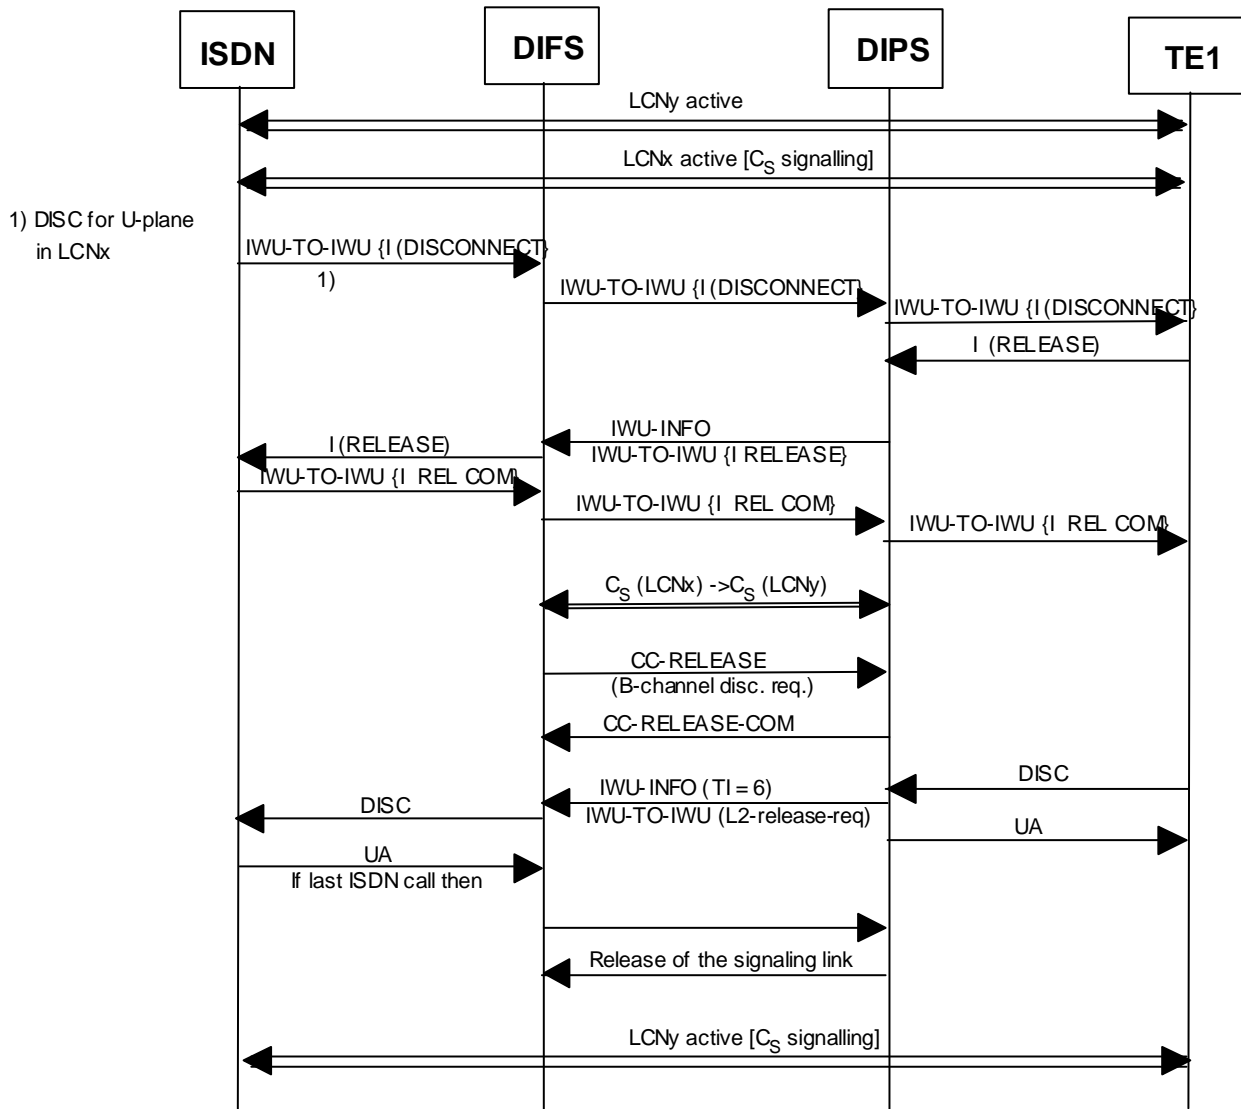 ISDN
DIFS
DIPS
TE1
LCNy active
LCNx active [CS signalling]
1) DISC for U-plane
in LCNx
IWU-TO-IWU {I (DISCONNECT}
1)
IWU-TO-IWU {I (DISCONNECT}
IWU-TO-IWU {I (DISCONNECT}
I (RELEASE)
IWU-INFO
I (RELEASE)
IWU-TO-IWU {I RELEASE}
IWU-TO-IWU {I REL COM}
IWU-TO-IWU {I REL COM}
IWU-TO-IWU {I REL COM}
CS (LCNx) ->CS (LCNy)
CC-RELEASE
(B-channel disc. req.)
CC-RELEASE-COM
DISC
IWU-INFO (TI = 6)
DISC
IWU-TO-IWU (L2-release-req)
UA
UA
If last ISDN call then
Release of the signaling link
LCNy active [CS signalling]